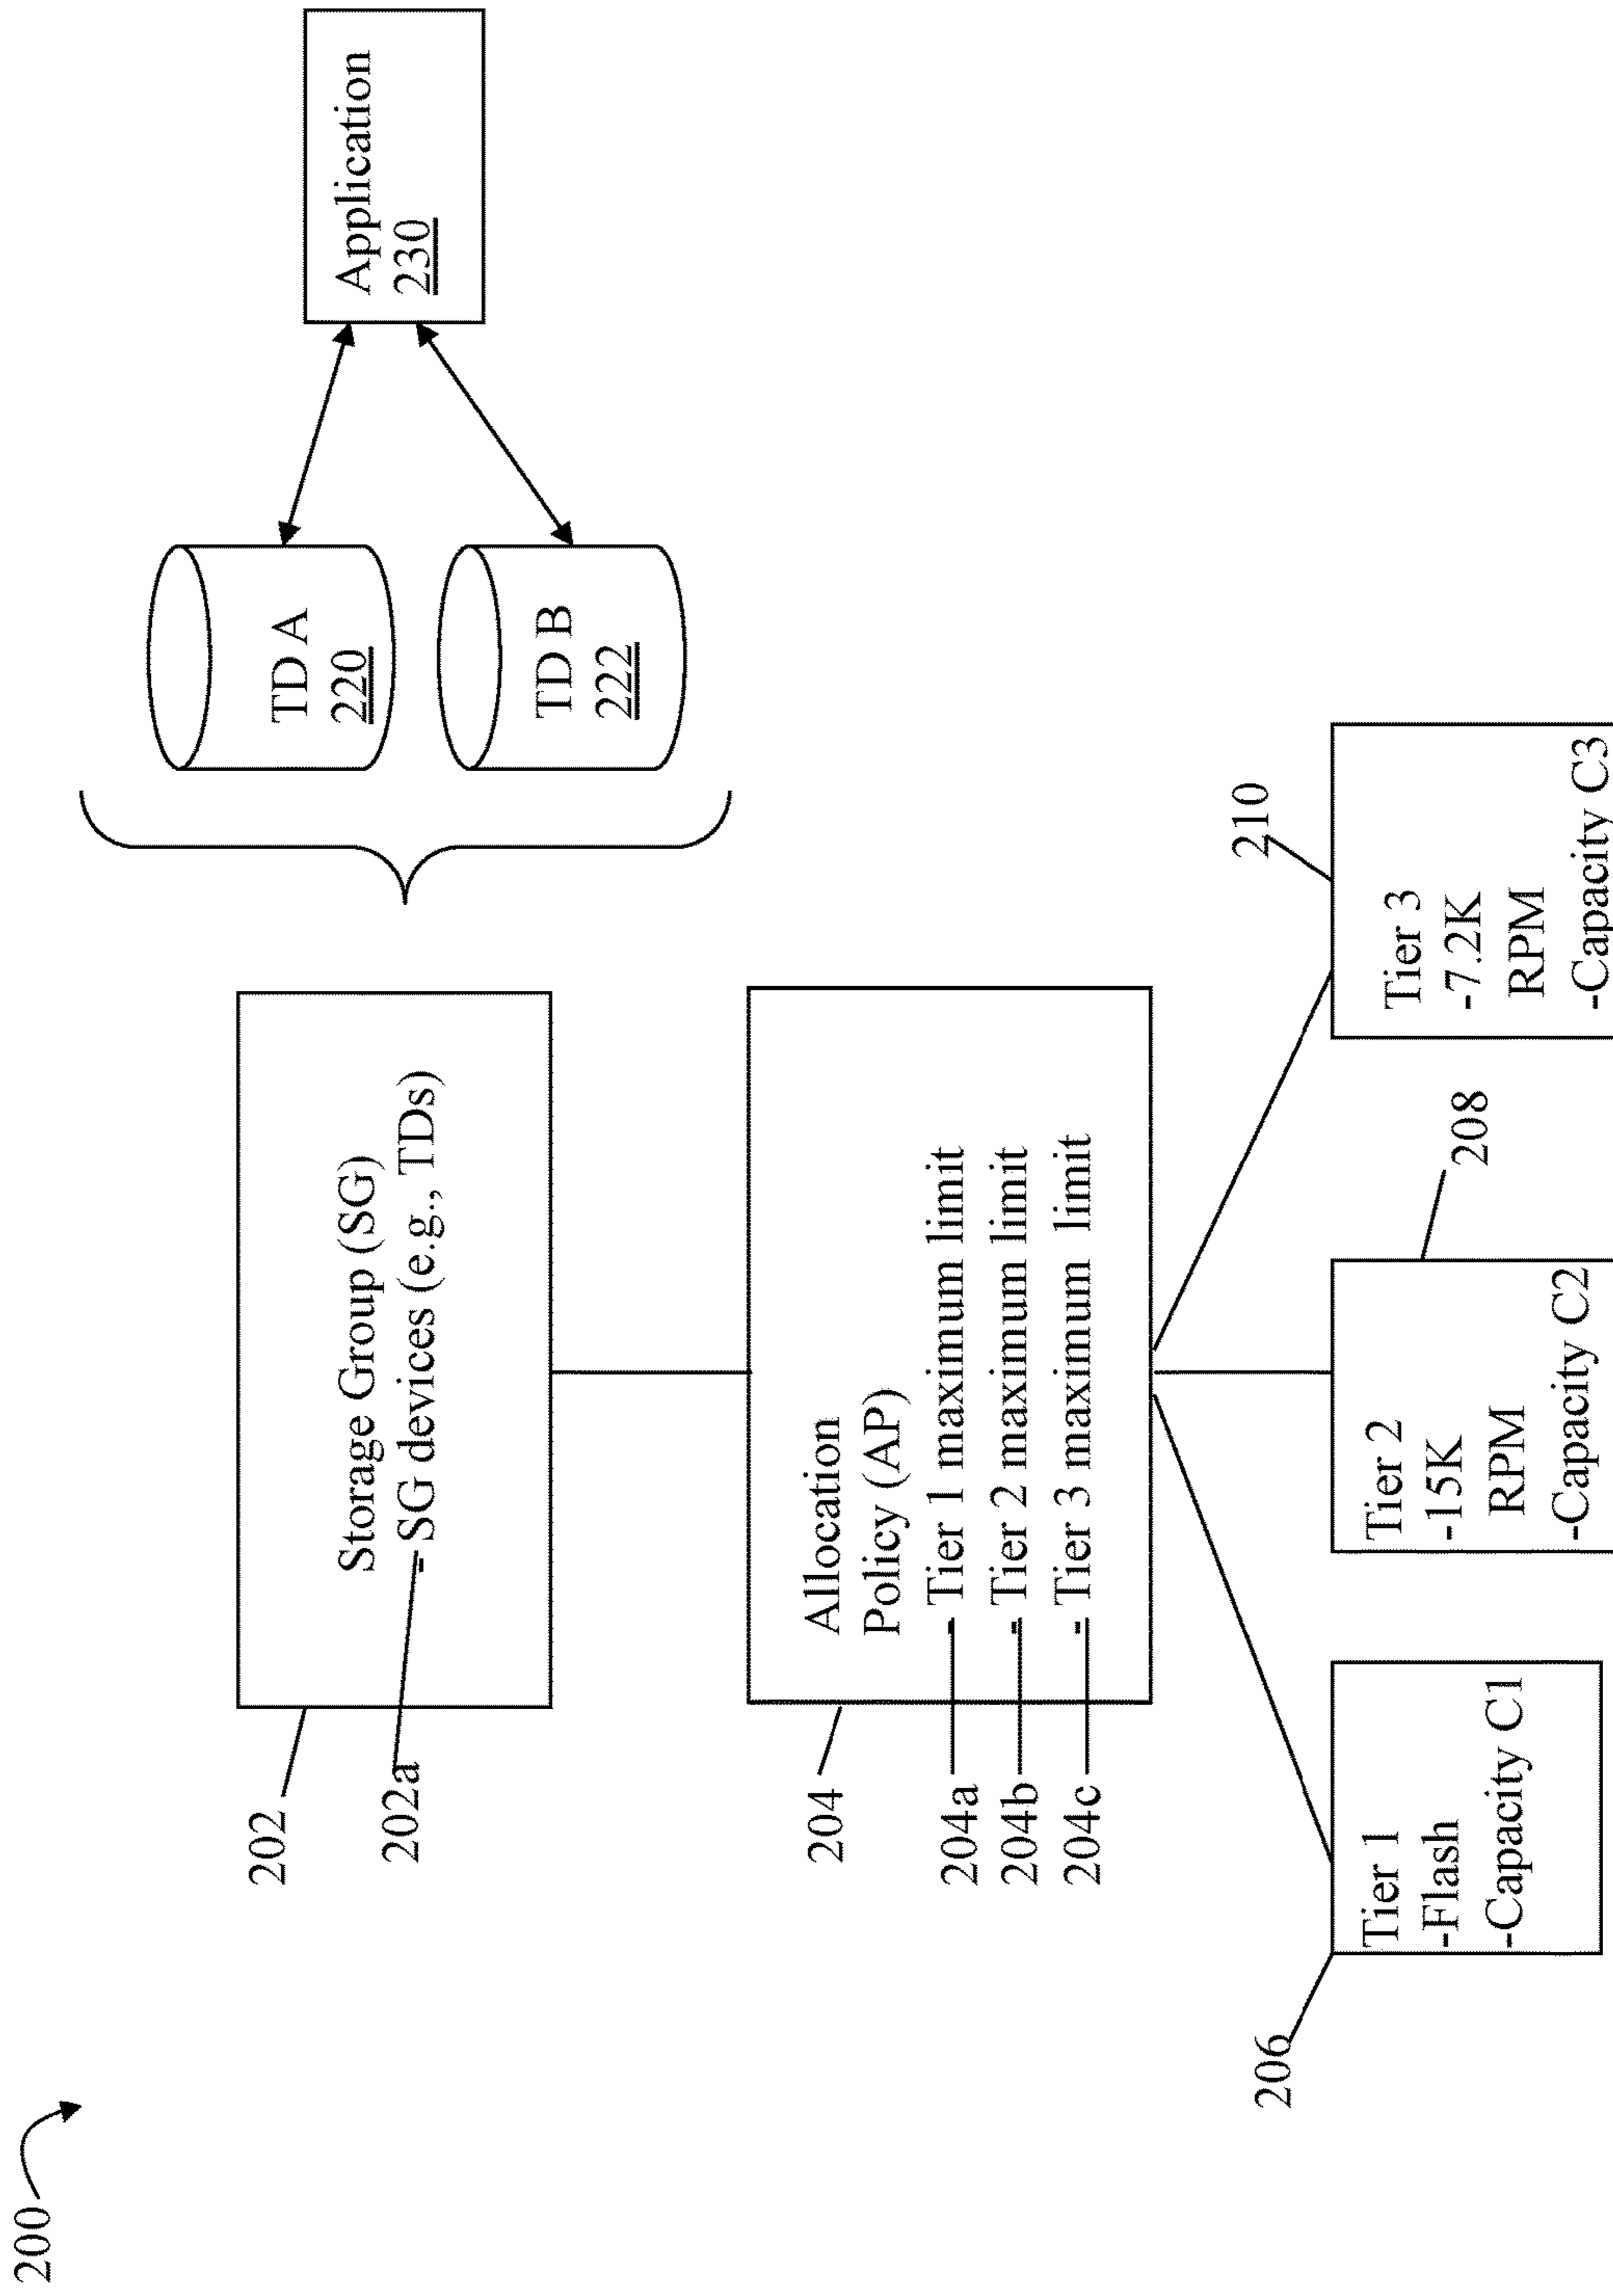 200
202
202a
Storage Group (SG)
- SG devices (e.g., TDs)
TD A
220
TD B
222
Application
230
204
204a
204b
204c
Allocation
Policy (AP)
- Tier 1 maximum limit
- Tier 2 maximum limit
- Tier 3 maximum limit
206
Tier 1
-Flash
-Capacity C1
208
Tier 2
-15K
RPM
-Capacity C2
210
Tier 3
-7.2K
RPM
-Capacity C3